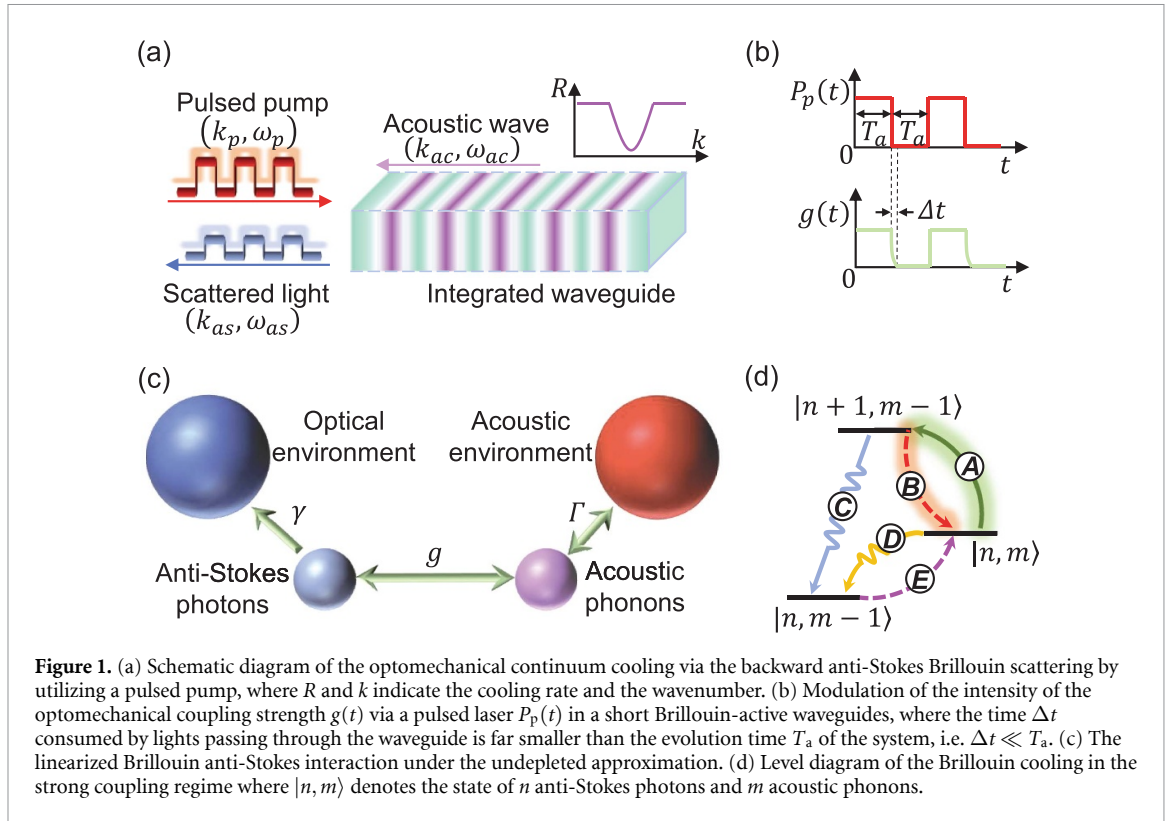 (a)
Pulsed pump
(k_p, ω_p)
Acoustic wave
(k_ac, ω_ac)
R
k
Scattered light
(k_as, ω_as)
Integrated waveguide
(b)
P_p(t)
T_a
T_a
0
t
g(t)
Δt
0
t
(c)
Optical
environment
Acoustic
environment
γ
Γ
g
Anti-Stokes
photons
Acoustic
phonons
(d)
|n + 1, m − 1⟩
A
B
C
D
|n, m⟩
E
|n, m − 1⟩
Figure 1. (a) Schematic diagram of the optomechanical continuum cooling via the backward anti-Stokes Brillouin scattering by
utilizing a pulsed pump, where R and k indicate the cooling rate and the wavenumber. (b) Modulation of the intensity of the
optomechanical coupling strength g(t) via a pulsed laser P_p(t) in a short Brillouin-active waveguides, where the time Δt
consumed by lights passing through the waveguide is far smaller than the evolution time T_a of the system, i.e. Δt ≪ T_a. (c) The
linearized Brillouin anti-Stokes interaction under the undepleted approximation. (d) Level diagram of the Brillouin cooling in the
strong coupling regime where |n, m⟩ denotes the state of n anti-Stokes photons and m acoustic phonons.